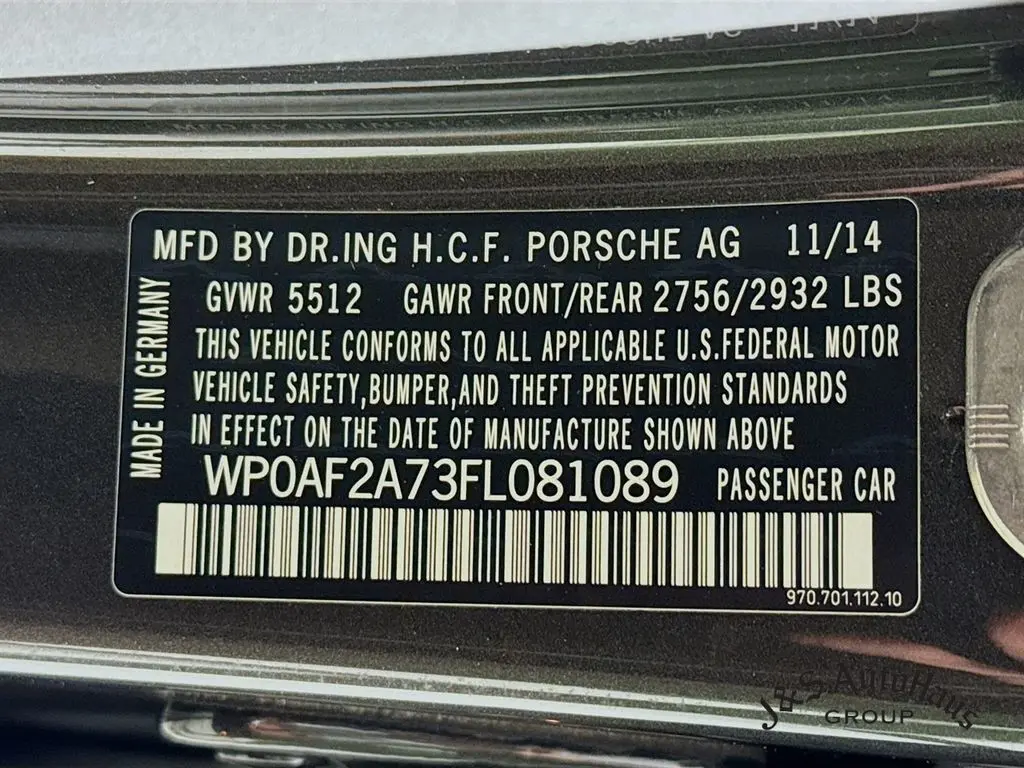 MFD BY DR.ING H.C.F. PORSCHE AG 11/14
GVWR 5512 GAWR FRONT/REAR 2756/2932 LBS
THIS VEHICLE CONFORMS TO ALL APPLICABLE U.S.FEDERAL MOTOR
VEHICLE SAFETY,BUMPER,AND THEFT PREVENTION STANDARDS
IN EFFECT ON THE DATE OF MANUFACTURE SHOWN ABOVE
WP0AF2A73FL081089 PASSENGER CAR
970.701.112.10
MADE IN GERMANY
J&S AutoHaus
GROUP